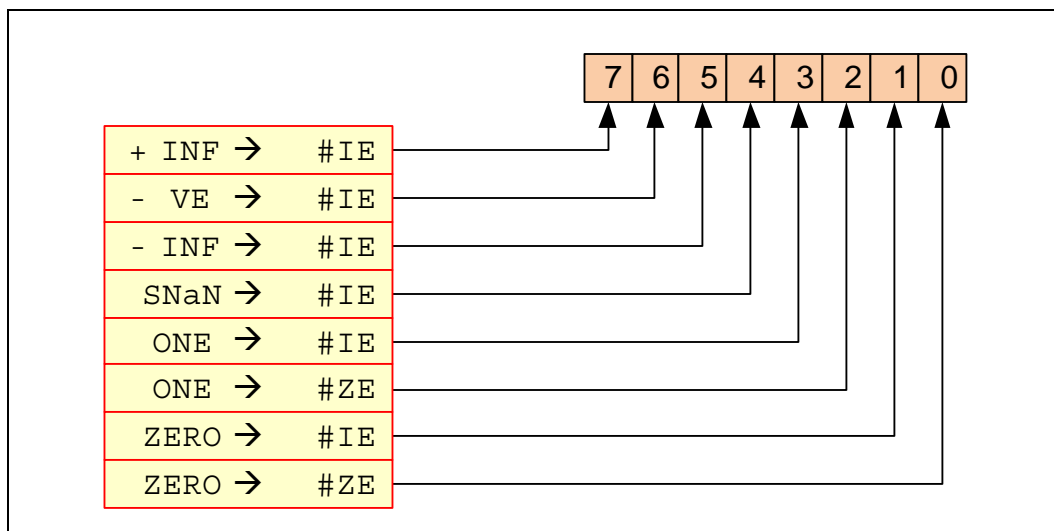 7 6 5 4 3 2 1 0
+ INF → #IE
- VE → #IE
- INF → #IE
SNaN → #IE
ONE → #IE
ONE → #ZE
ZERO → #IE
ZERO → #ZE